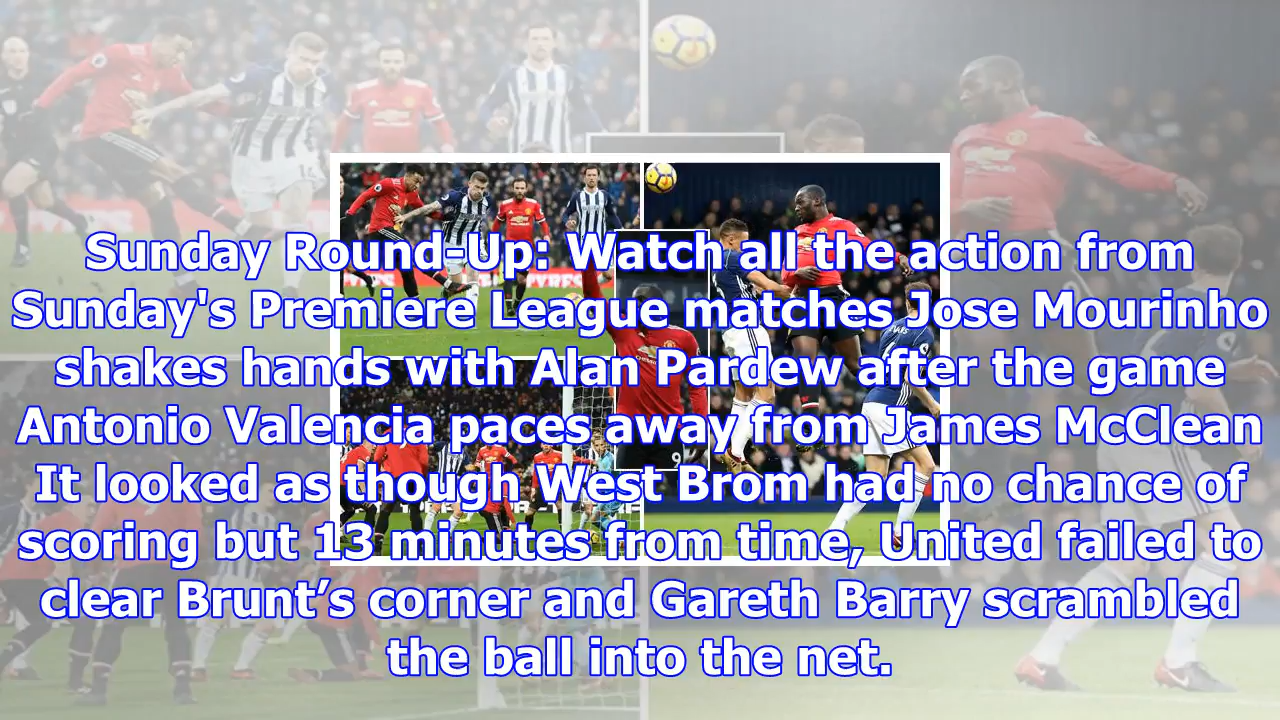 Sunday Round-Up: Watch all the action from
Sunday's Premiere League matches Jose Mourinho
shakes hands with Alan Pardew after the game
Antonio Valencia paces away from James McClean
It looked as though West Brom had no chance of
scoring but 13 minutes from time, United failed to
clear Brunt’s corner and Gareth Barry scrambled
the ball into the net.